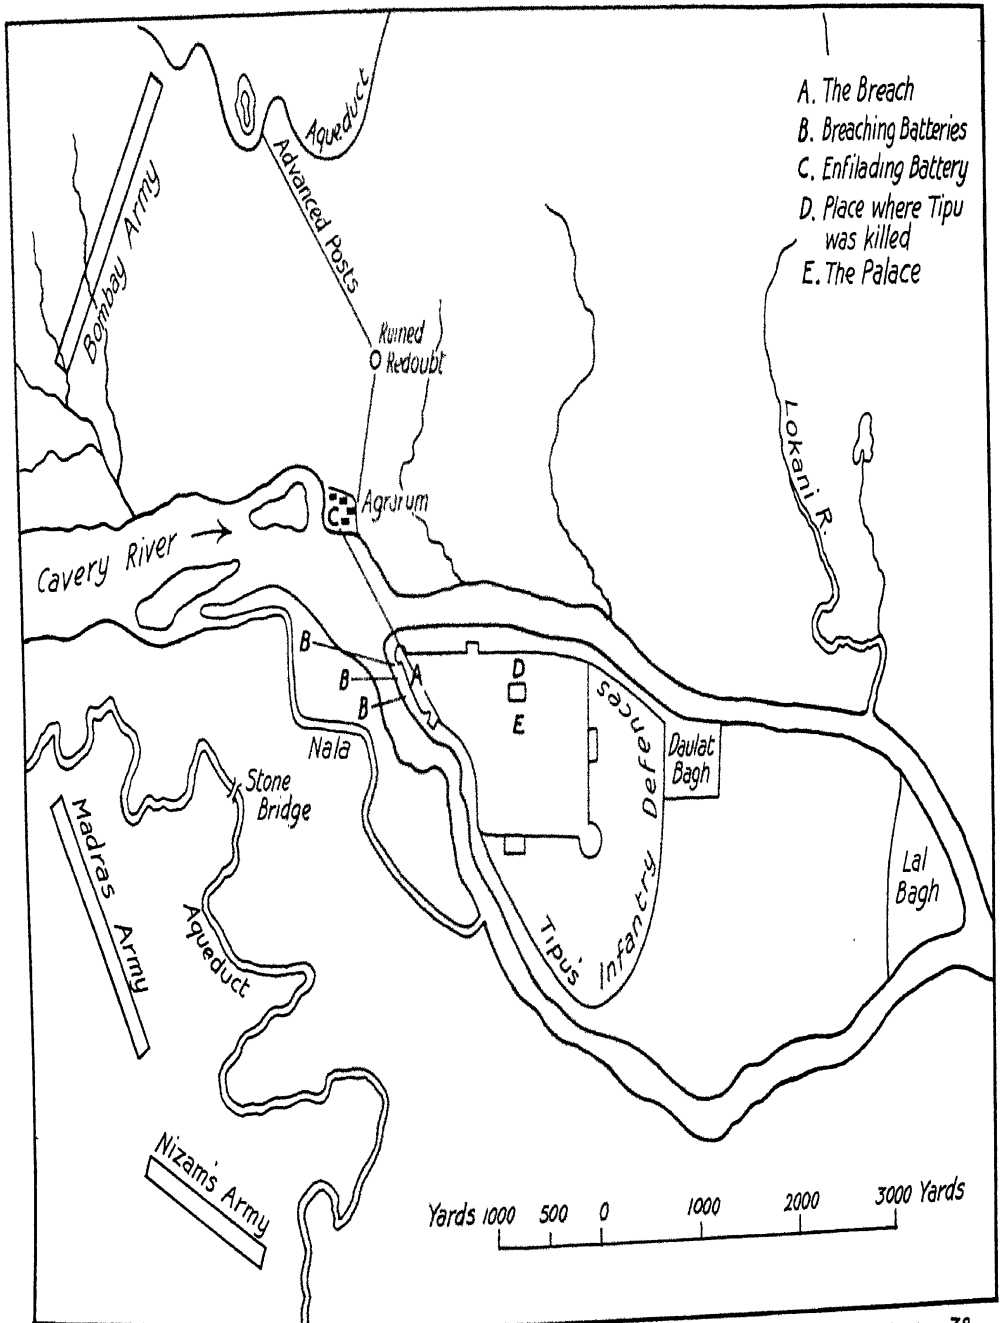 A. The Breach
B. Breaching Batteries
C. Enfilading Battery
D. Place where Tipu
was killed
E. The Palace
Aqueduct
Advanced Posts
Bombay Army
Ruined
Redoubt
Lokani R.
Agrarum
C
Cavery River →
B
B
B
A
D
E
Nala
Stone
Bridge
Daulat
Bagh
Lal
Bagh
Tipus' Infantry Defences
Madras Army
Aqueduct
Nizam's Army
Yards 1000 500 0 1000 2000 3000 Yards